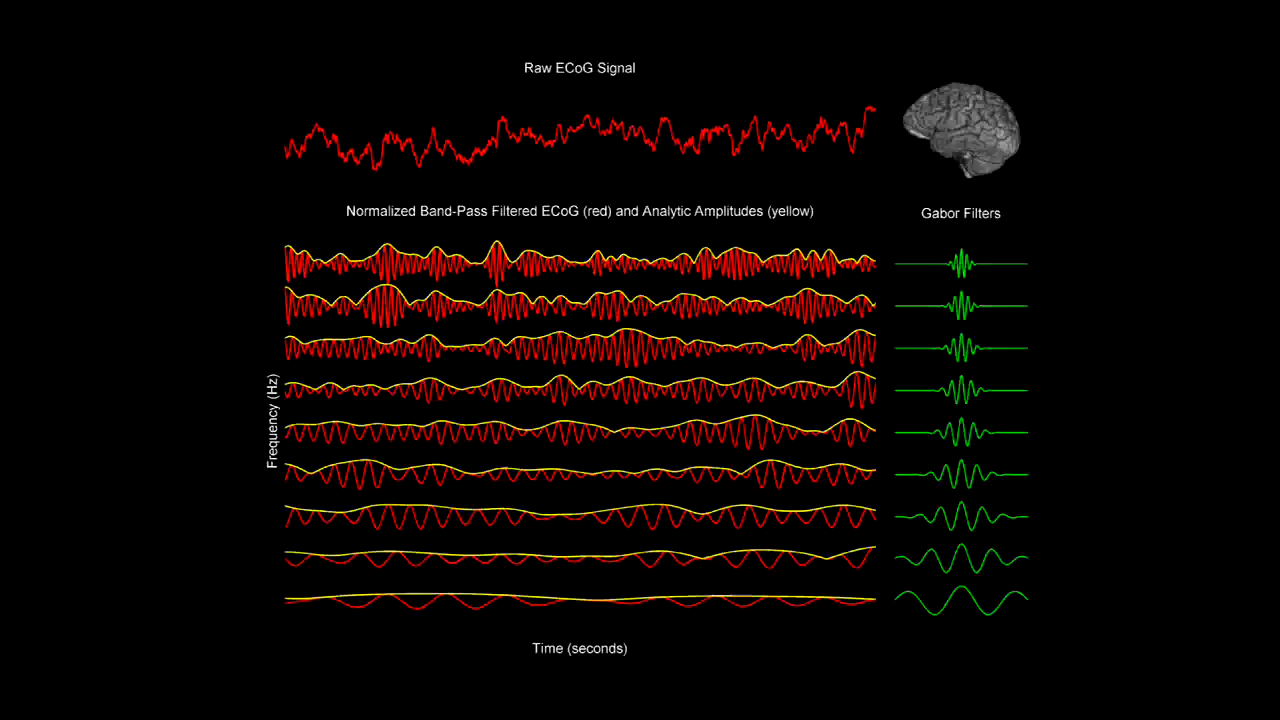 Raw ECoG Signal
Normalized Band-Pass Filtered ECoG (red) and Analytic Amplitudes (yellow)
Gabor Filters
Frequency (Hz)
Time (seconds)